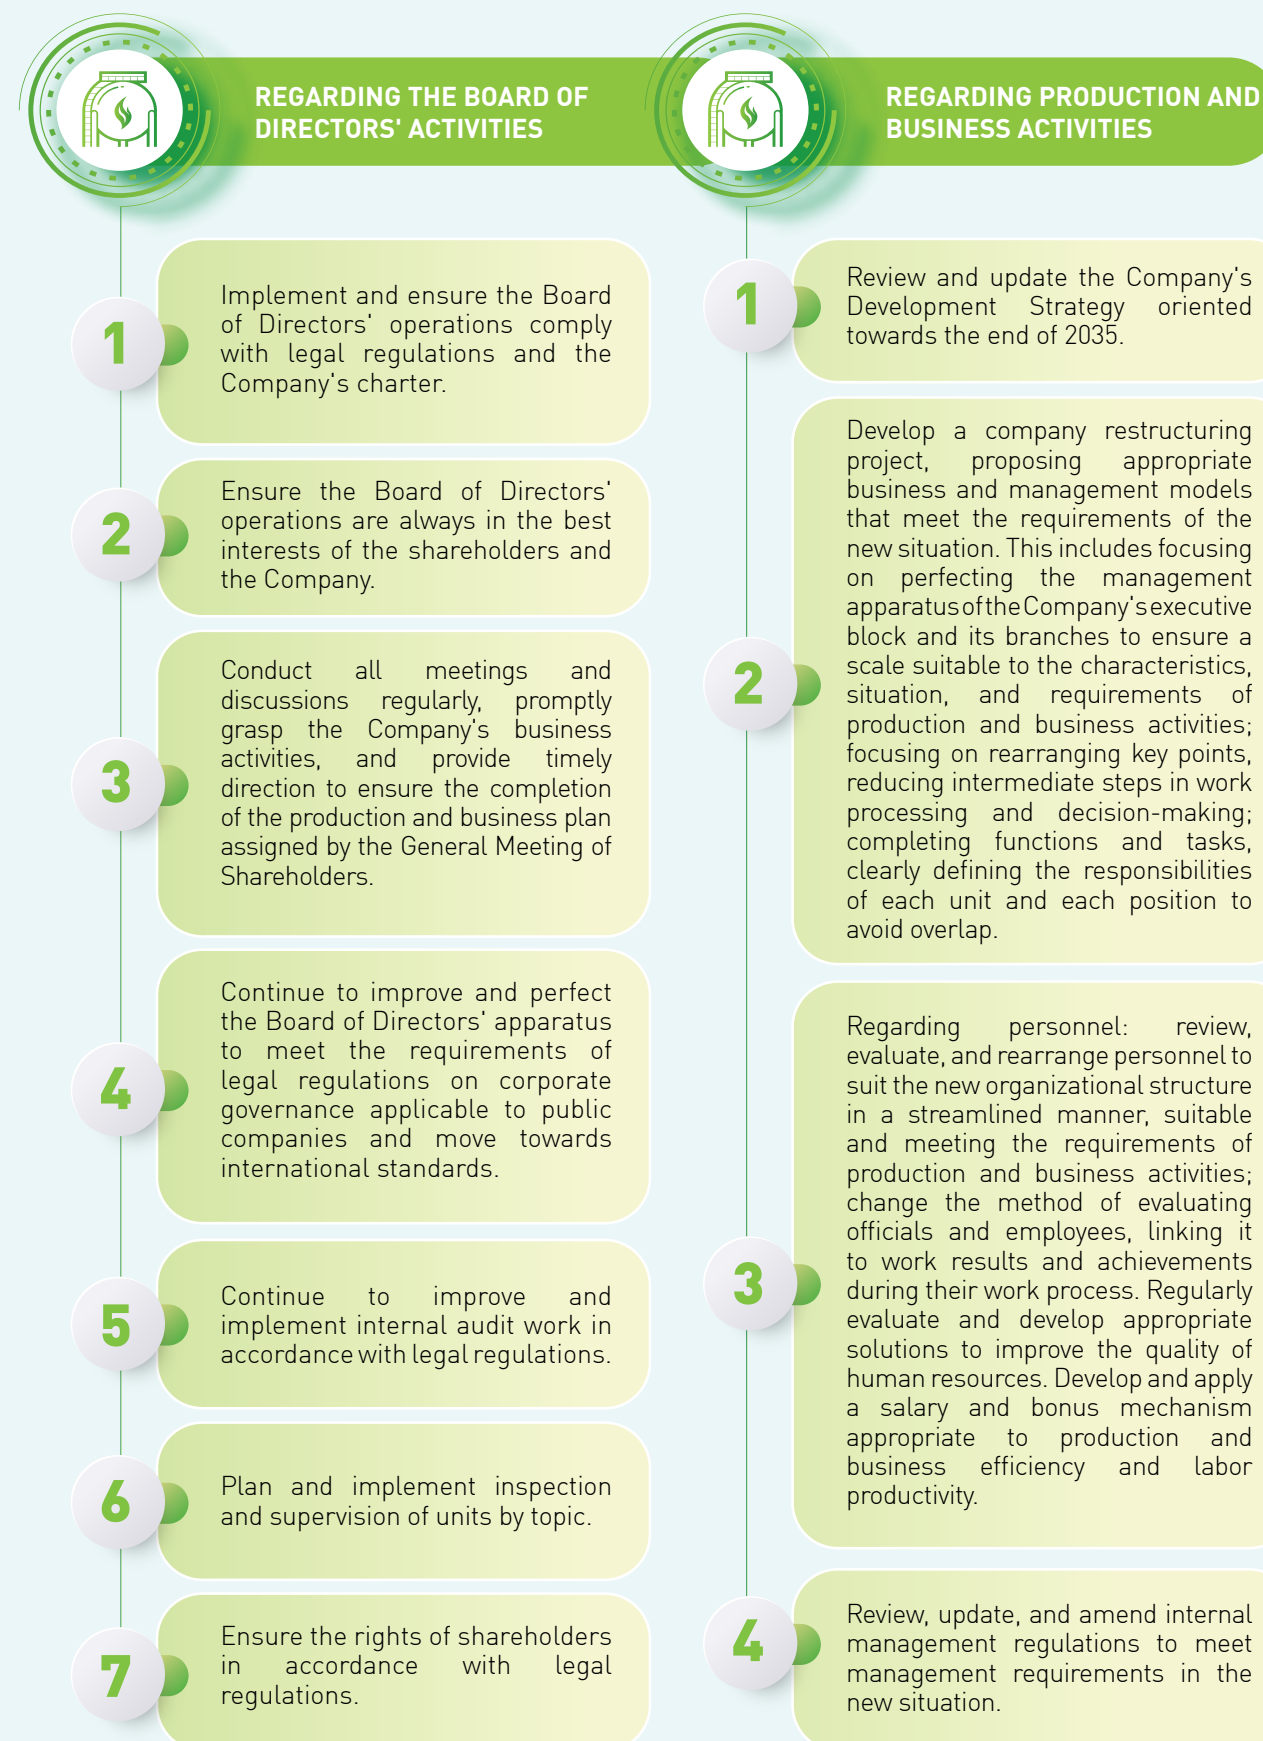 REGARDING THE BOARD OF
DIRECTORS' ACTIVITIES
1
Implement and ensure the Board
of Directors' operations comply
with legal regulations and the
Company's charter.
2
Ensure the Board of Directors'
operations are always in the best
interests of the shareholders and
the Company.
3
Conduct all meetings and
discussions regularly, promptly
grasp the Company's business
activities, and provide timely
direction to ensure the completion
of the production and business plan
assigned by the General Meeting of
Shareholders.
4
Continue to improve and perfect
the Board of Directors' apparatus
to meet the requirements of
legal regulations on corporate
governance applicable to public
companies and move towards
international standards.
5
Continue to improve and
implement internal audit work in
accordance with legal regulations.
6
Plan and implement inspection
and supervision of units by topic.
7
Ensure the rights of shareholders
in accordance with legal
regulations.
REGARDING PRODUCTION AND
BUSINESS ACTIVITIES
1
Review and update the Company's
Development Strategy oriented
towards the end of 2035.
2
Develop a company restructuring
project, proposing appropriate
business and management models
that meet the requirements of the
new situation. This includes focusing
on perfecting the management
apparatus of the Company's executive
block and its branches to ensure a
scale suitable to the characteristics,
situation, and requirements of
production and business activities;
focusing on rearranging key points,
reducing intermediate steps in work
processing and decision-making;
completing functions and tasks,
clearly defining the responsibilities
of each unit and each position to
avoid overlap.
3
Regarding personnel: review,
evaluate, and rearrange personnel to
suit the new organizational structure
in a streamlined manner, suitable
and meeting the requirements of
production and business activities;
change the method of evaluating
officials and employees, linking it
to work results and achievements
during their work process. Regularly
evaluate and develop appropriate
solutions to improve the quality of
human resources. Develop and apply
a salary and bonus mechanism
appropriate to production and
business efficiency and labor
productivity.
4
Review, update, and amend internal
management regulations to meet
management requirements in the
new situation.